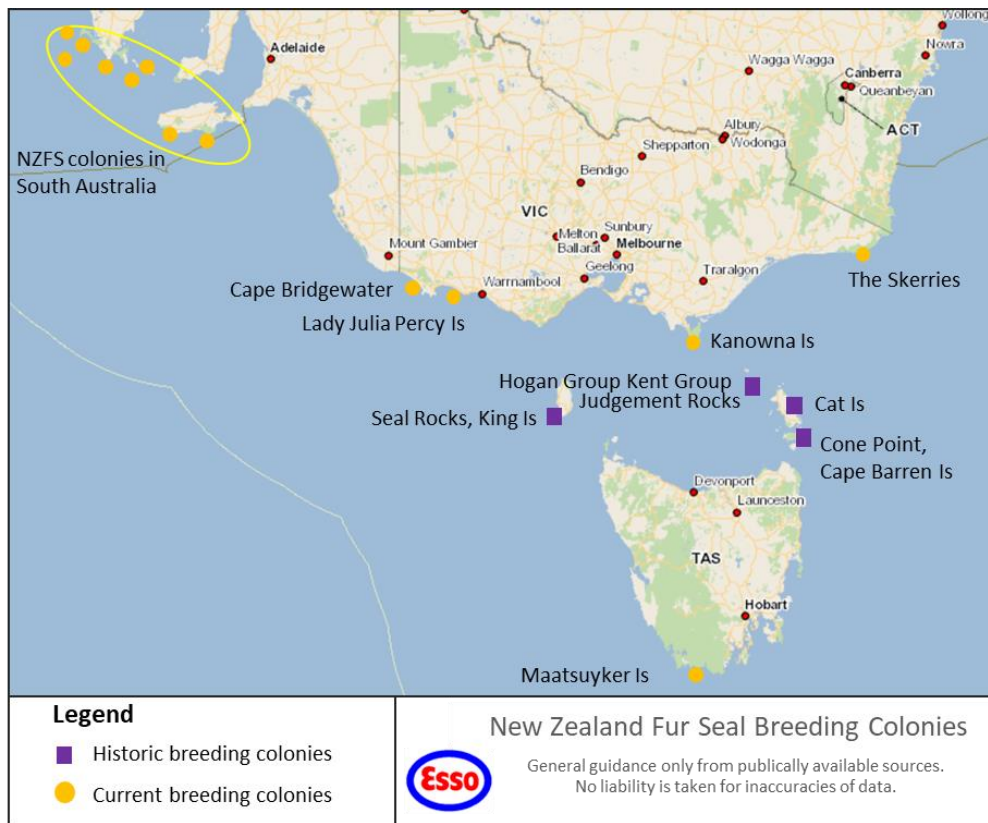 Wollong
Adelaide
Nowra
Wagga Wagga
Canberra
Queanbeyan
ACT
Albury
Wodonga
Shepparton
NZFS colonies in
South Australia
Bendigo
VIC
Sunbury
Melton
Ballarat
Melbourne
Mount Gambier
Geelong
Traralgon
Warrnambool
The Skerries
Cape Bridgewater
Lady Julia Percy Is
Kanowna Is
Hogan Group Kent Group
Judgement Rocks
Cat Is
Seal Rocks, King Is
Cone Point,
Cape Barren Is
Devonport
Launceston
TAS
Hobart
Maatsuyker Is
Legend
Historic breeding colonies
Current breeding colonies
Esso
New Zealand Fur Seal Breeding Colonies
General guidance only from publically available sources.
No liability is taken for inaccuracies of data.